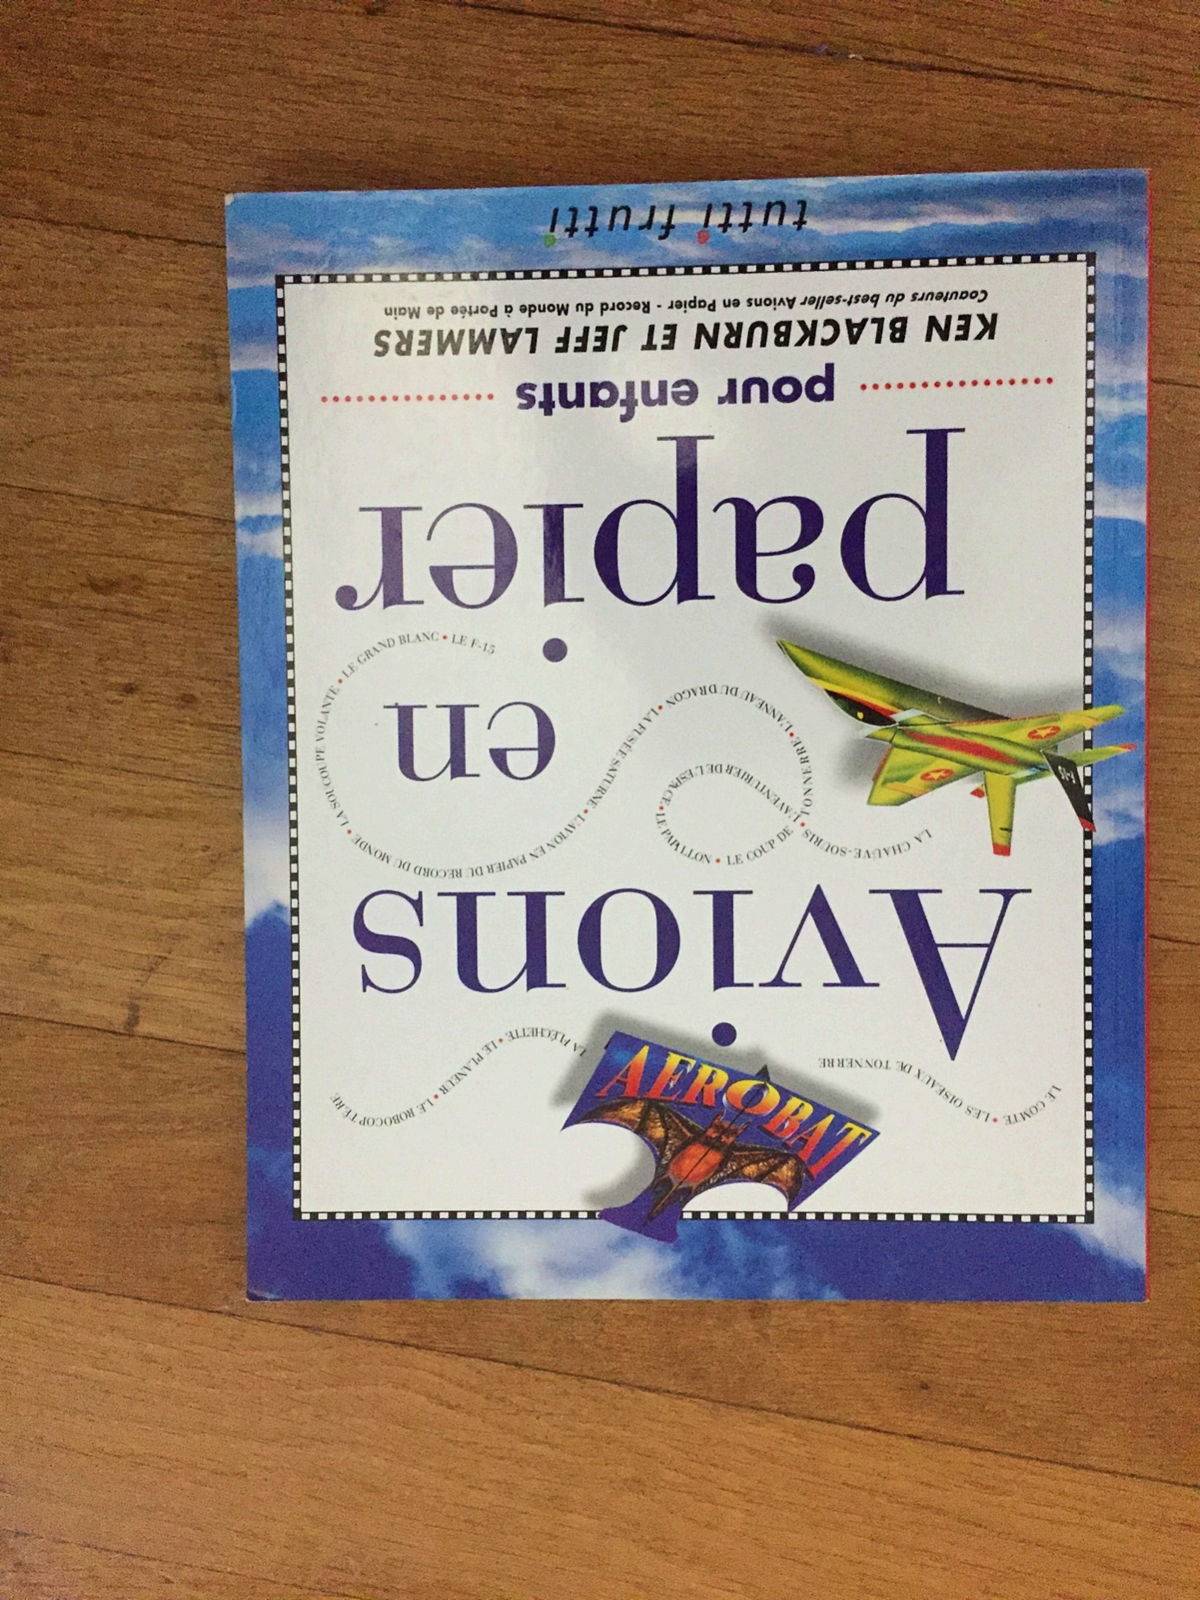 LE COMTE • LES OISEAUX DE TONNERRE
AEROBAT
LA FLÉCHETTE • LE PLANEUR • LE ROBOCOPTÈRE
Avions
LA CHAUVE-SOURIS • L'AVENTURIER DE L'ESPACE • LE PAPILLON • LE COUP DE TONNERRE • L'ANNEAU DU DRAGON • LA FUSÉE SATURNE • L'AVION EN PAPIER DU RECORD DU MONDE • LA SOUCOUPE VOLANTE • LE GRAND BLANC • LE F-15
F-15
en
papier
pour enfants
KEN BLACKBURN ET JEFF LAMMERS
Coauteurs du best-seller Avions en Papier - Record du Monde à Portée de Main
tutti frutti